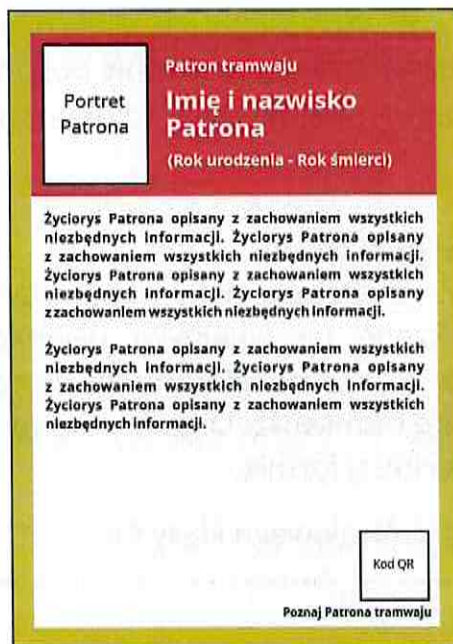 Portret
Patrona
Patron tramwaju
Imię i nazwisko
Patrona
(Rok urodzenia - Rok śmierci)
Życiorys Patrona opisany z zachowaniem wszystkich
niezbędnych informacji. Życiorys Patrona opisany
z zachowaniem wszystkich niezbędnych informacji.
Życiorys Patrona opisany z zachowaniem wszystkich
niezbędnych informacji. Życiorys Patrona opisany
z zachowaniem wszystkich niezbędnych informacji.
Życiorys Patrona opisany z zachowaniem wszystkich
niezbędnych informacji. Życiorys Patrona opisany
z zachowaniem wszystkich niezbędnych informacji.
Życiorys Patrona opisany z zachowaniem wszystkich
niezbędnych informacji.
Kod QR
Poznaj Patrona tramwaju